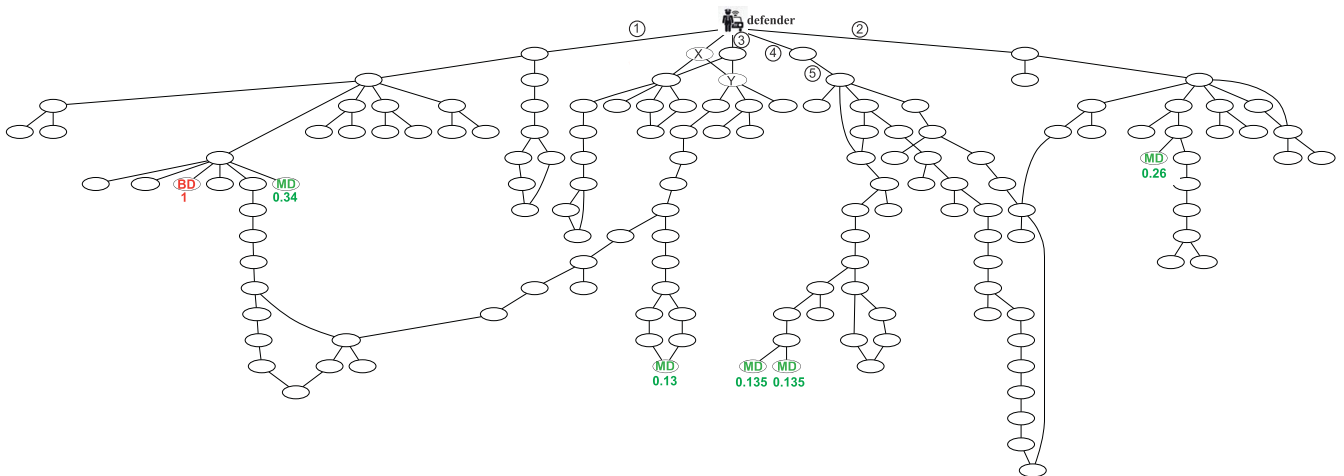 defender
① ② ③ ④ ⑤
X
Y
BD MD
1 0.34
MD
0.26
MD
0.13
MD MD
0.135 0.135